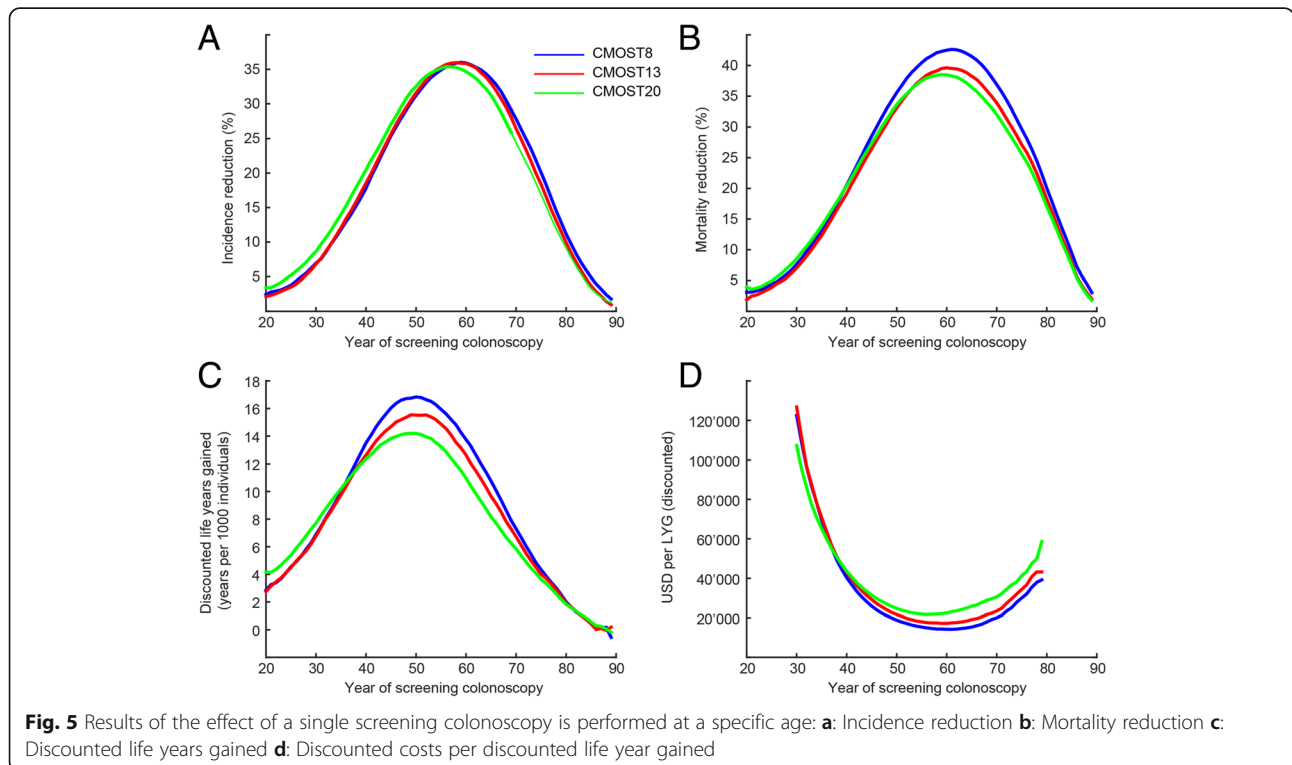 A
CMOST8
CMOST13
CMOST20
Incidence reduction (%)
35
30
25
20
15
10
5
20 30 40 50 60 70 80 90
Year of screening colonoscopy
B
Mortality reduction (%)
40
35
30
25
20
15
10
5
20 30 40 50 60 70 80 90
Year of screening colonoscopy
C
Discounted life years gained
(years per 1000 individuals)
18
16
14
12
10
8
6
4
2
0
20 30 40 50 60 70 80 90
Year of screening colonoscopy
D
USD per LYG (discounted)
120'000
100'000
80'000
60'000
40'000
20'000
20 30 40 50 60 70 80 90
Year of screening colonoscopy
Fig. 5 Results of the effect of a single screening colonoscopy is performed at a specific age: a: Incidence reduction b: Mortality reduction c:
Discounted life years gained d: Discounted costs per discounted life year gained